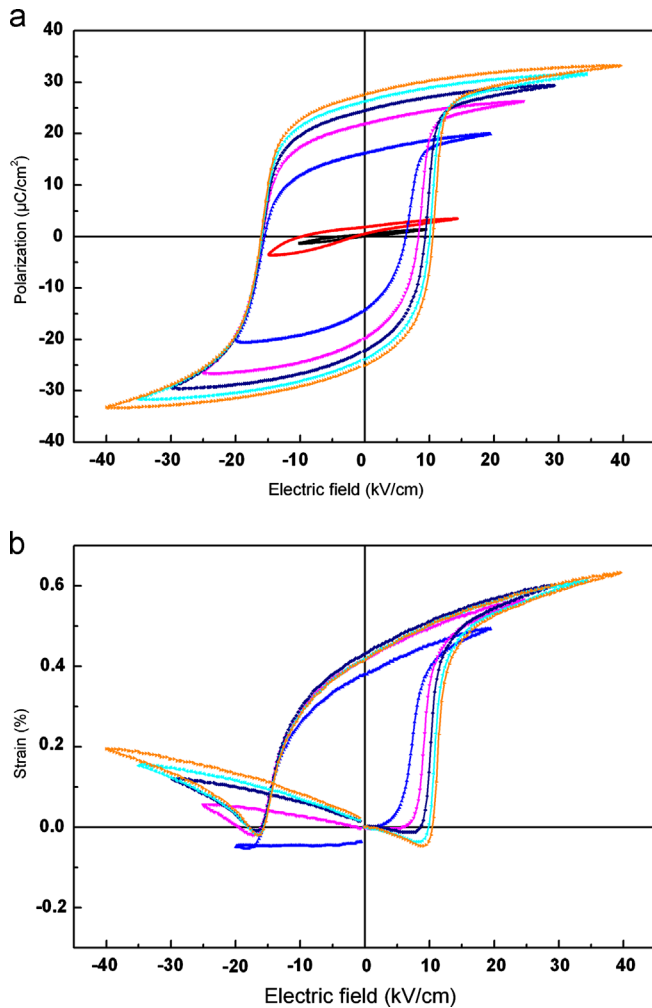 a
40
30
20
10
0
-10
-20
-30
-40
Polarization (µC/cm²)
-40 -30 -20 -10 0 10 20 30 40
Electric field (kV/cm)
b
0.6
0.4
0.2
0.0
-0.2
Strain (%)
-40 -30 -20 -10 0 10 20 30 40
Electric field (kV/cm)